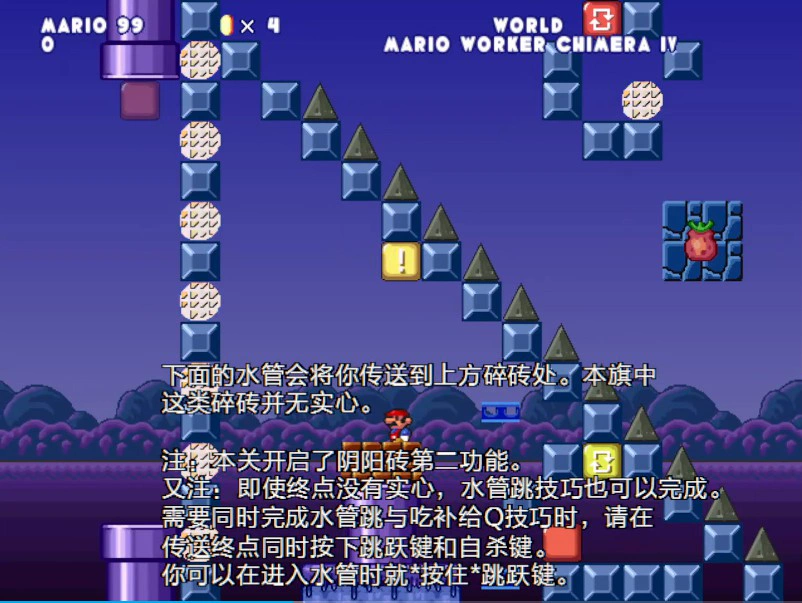 MARIO 99
0
× 4
WORLD
MARIO WORKER CHIMERA IV
!
下面的水管会将你传送到上方碎砖处。本旗中
这类碎砖并无实心。
注：本关开启了阴阳砖第二功能。
又注：即使终点没有实心，水管跳技巧也可以完成。
需要同时完成水管跳与吃补给Q技巧时，请在
传送终点同时按下跳跃键和自杀键。
你可以在进入水管时就*按住*跳跃键。